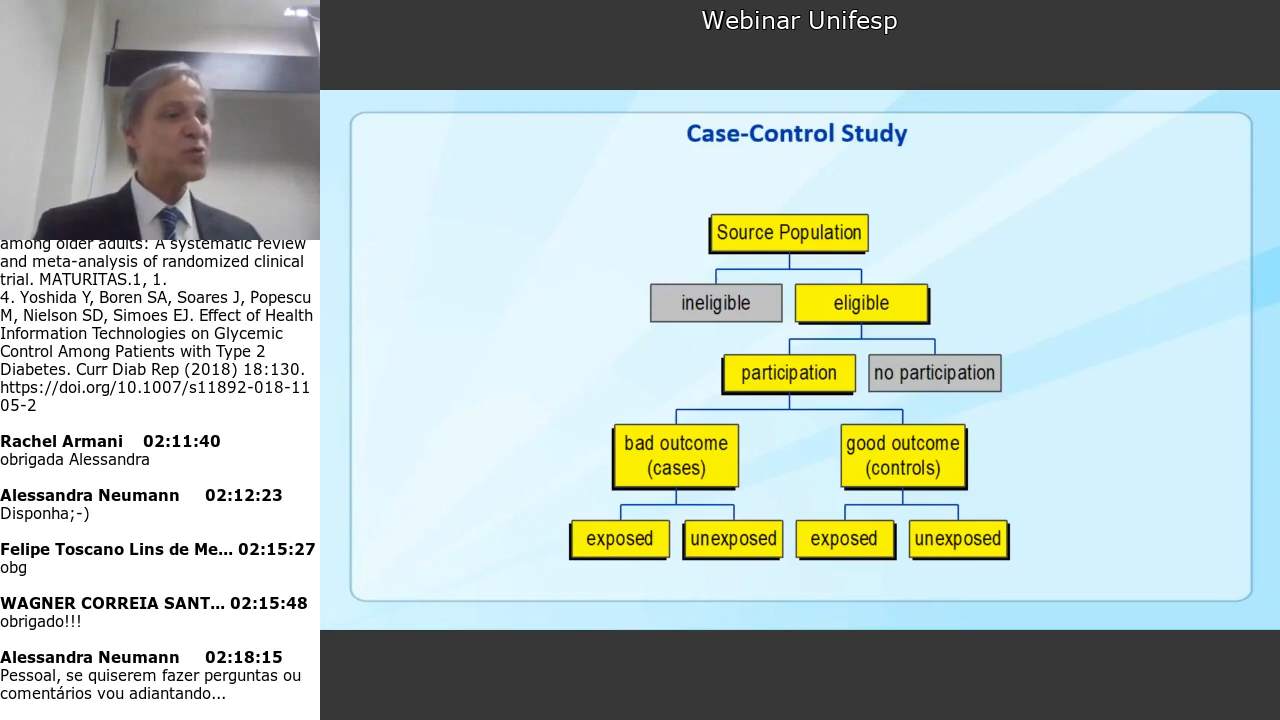 Webinar Unifesp
among older adults: A systematic review
and meta-analysis of randomized clinical
trial. MATURITAS.1, 1.
4. Yoshida Y, Boren SA, Soares J, Popescu
M, Nielson SD, Simoes EJ. Effect of Health
Information Technologies on Glycemic
Control Among Patients with Type 2
Diabetes. Curr Diab Rep (2018) 18:130.
https://doi.org/10.1007/s11892-018-11
05-2
Rachel Armani 02:11:40
obrigada Alessandra
Alessandra Neumann 02:12:23
Disponha;-)
Felipe Toscano Lins de Me... 02:15:27
obg
WAGNER CORREIA SANT... 02:15:48
obrigado!!!
Alessandra Neumann 02:18:15
Pessoal, se quiserem fazer perguntas ou
comentários vou adiantando...
Case-Control Study
Source Population
ineligible
eligible
participation
no participation
bad outcome
(cases)
good outcome
(controls)
exposed
unexposed
exposed
unexposed